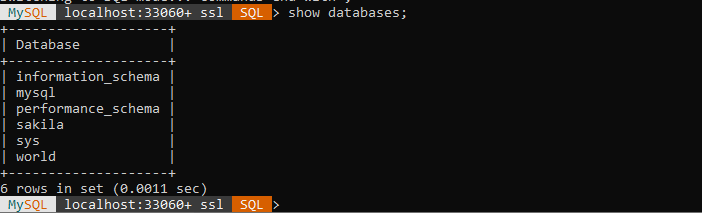 MySQL localhost:33060+ ssl SQL > show databases;
+--------------------+
| Database           |
+--------------------+
| information_schema |
| mysql              |
| performance_schema |
| sakila             |
| sys                |
| world              |
+--------------------+
6 rows in set (0.0011 sec)
MySQL localhost:33060+ ssl SQL >